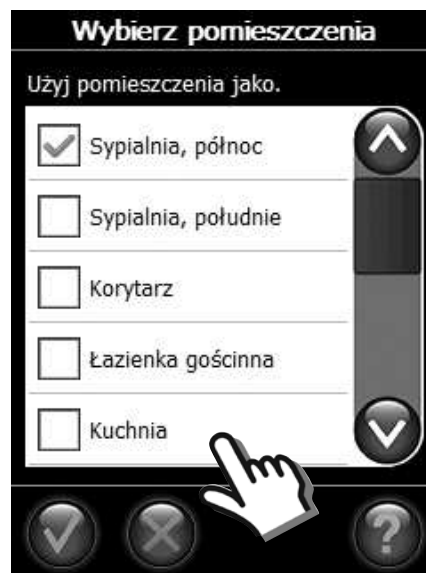 Wybierz pomieszczenia
Użyj pomieszczenia jako.
Sypialnia, północ
Sypialnia, południe
Korytarz
Łazienka gościnna
Kuchnia
?